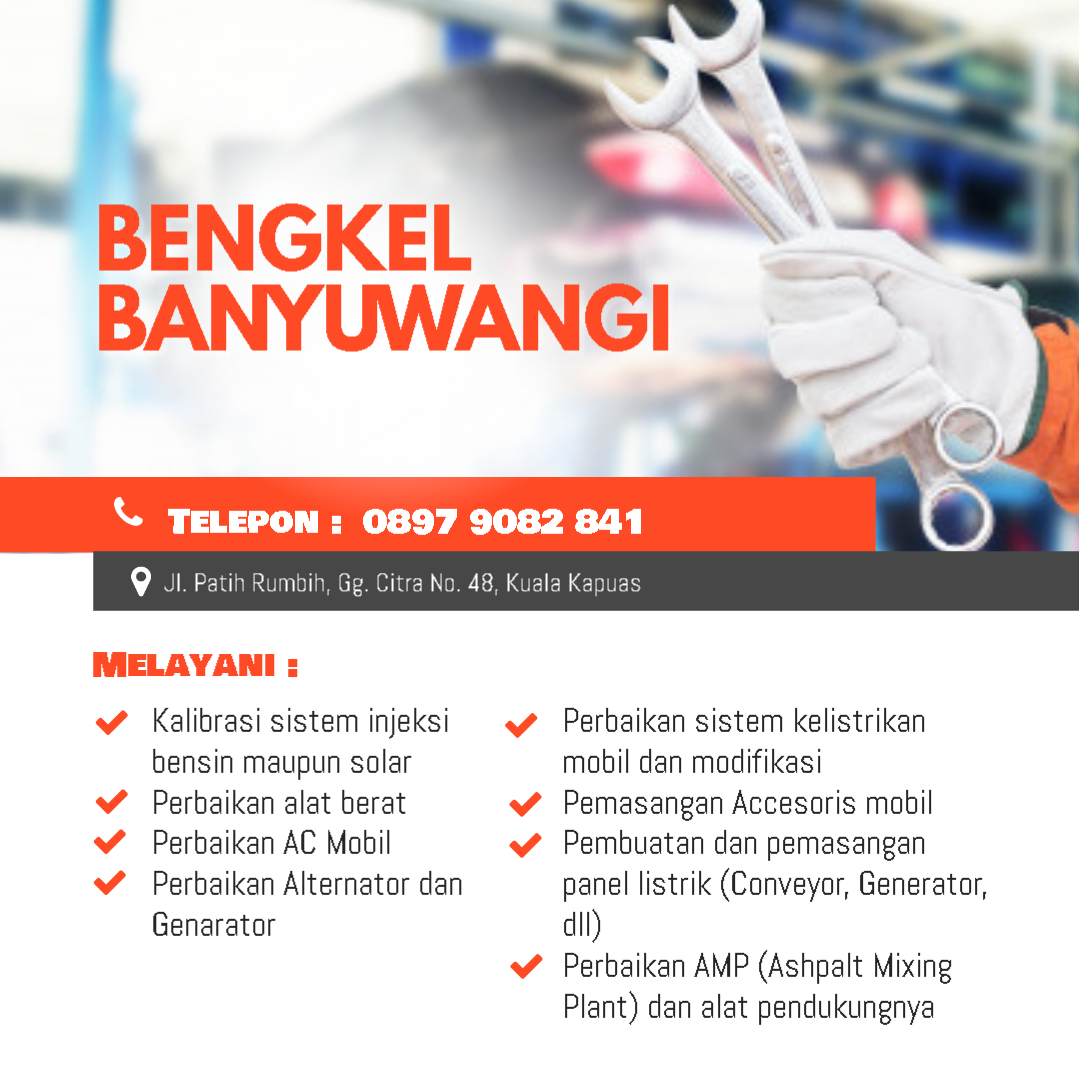 BENGKEL
BANYUWANGI
TELEPON : 0897 9082 841
Jl. Patih Rumbih, Gg. Citra No. 48, Kuala Kapuas
MELAYANI :
Kalibrasi sistem injeksi
bensin maupun solar
Perbaikan alat berat
Perbaikan AC Mobil
Perbaikan Alternator dan
Genarator
Perbaikan sistem kelistrikan
mobil dan modifikasi
Pemasangan Accesoris mobil
Pembuatan dan pemasangan
panel listrik (Conveyor, Generator,
dll)
Perbaikan AMP (Ashpalt Mixing
Plant) dan alat pendukungnya